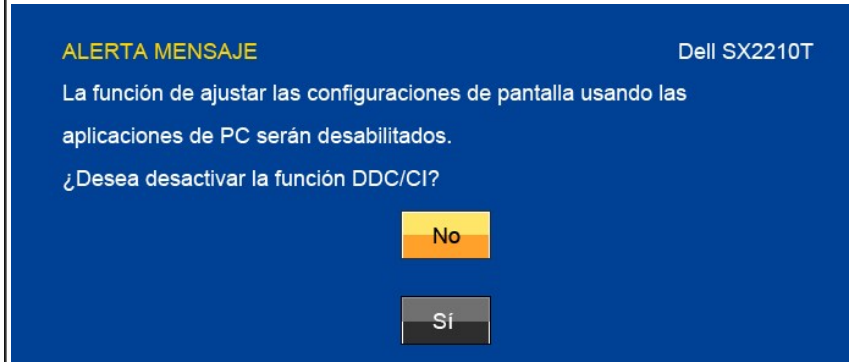 ALERTA MENSAJE Dell SX2210T
La función de ajustar las configuraciones de pantalla usando las
aplicaciones de PC serán desabilitados.
¿Desea desactivar la función DDC/CI?
No
Sí